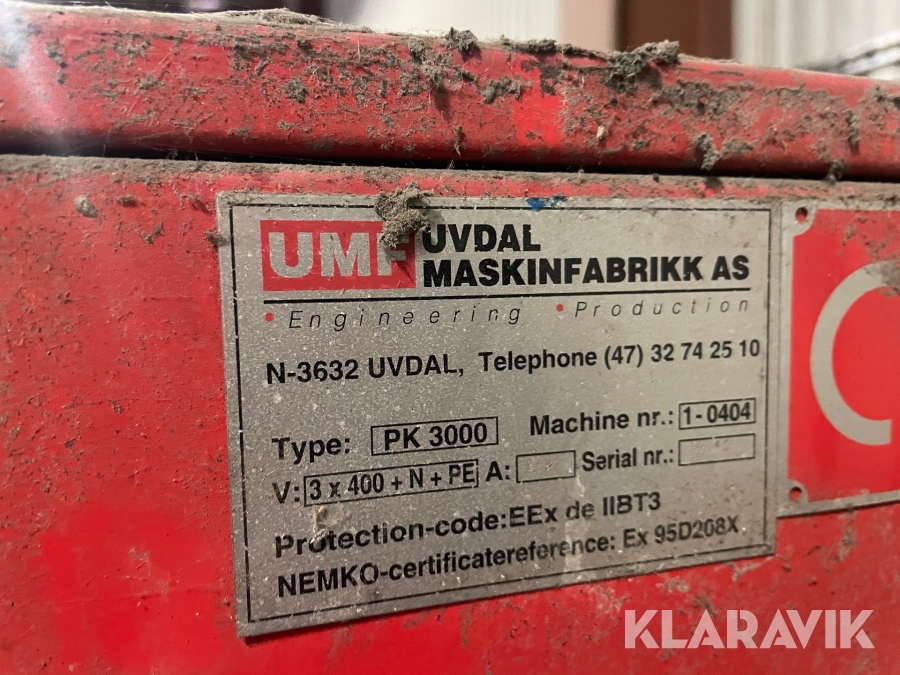 UMF UVDAL
MASKINFABRIKK AS
• Engineering • Production
N-3632 UVDAL, Telephone (47) 32 74 25 10
Type: PK 3000 Machine nr.: 1-0404
V: 3 x 400 + N + PE A: Serial nr.:
Protection-code:EEx de IIBT3
NEMKO-certificatereference: Ex 95D208X
C
KLARAVIK